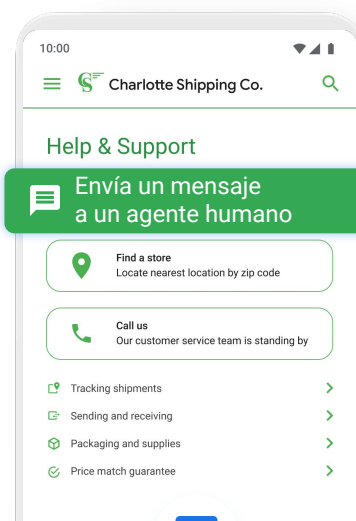 10:00
CS Charlotte Shipping Co.
Help & Support
Envía un mensaje
a un agente humano
Find a store
Locate nearest location by zip code
Call us
Our customer service team is standing by
Tracking shipments
Sending and receiving
Packaging and supplies
Price match guarantee